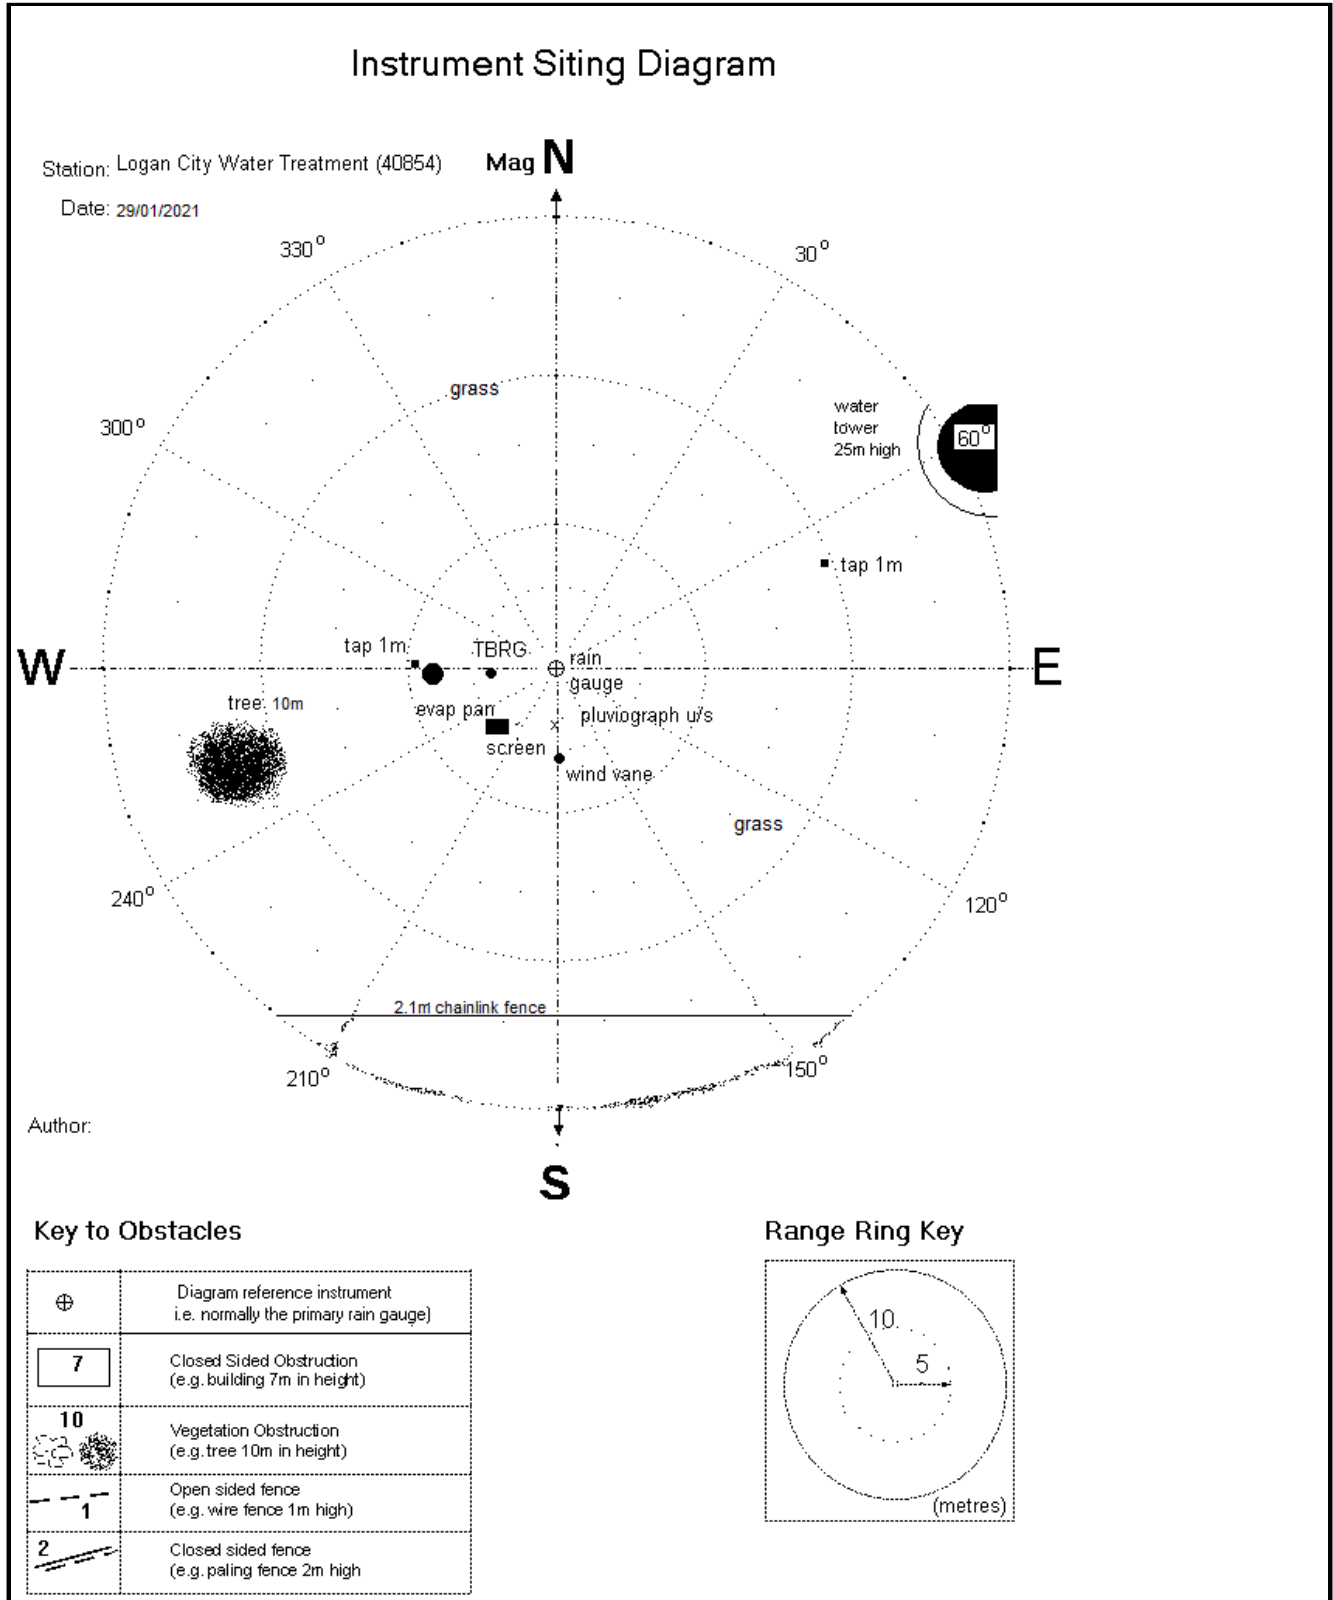 Instrument Siting Diagram
Station: Logan City Water Treatment (40854)
Mag N
Date: 29/01/2021
330°
30°
grass
water
tower
25m high
60°
300°
tap 1m
tap 1m
TBRG
rain
gauge
W
E
tree 10m
evap pan
pluviograph u/s
screen
wind vane
grass
240°
120°
2.1m chainlink fence
210°
150°
Author:
S
Key to Obstacles
Diagram reference instrument
i.e. normally the primary rain gauge)
7
Closed Sided Obstruction
(e.g. building 7m in height)
10
Vegetation Obstruction
(e.g. tree 10m in height)
1
Open sided fence
(e.g. wire fence 1m high)
2
Closed sided fence
(e.g. paling fence 2m high
Range Ring Key
10
5
(metres)